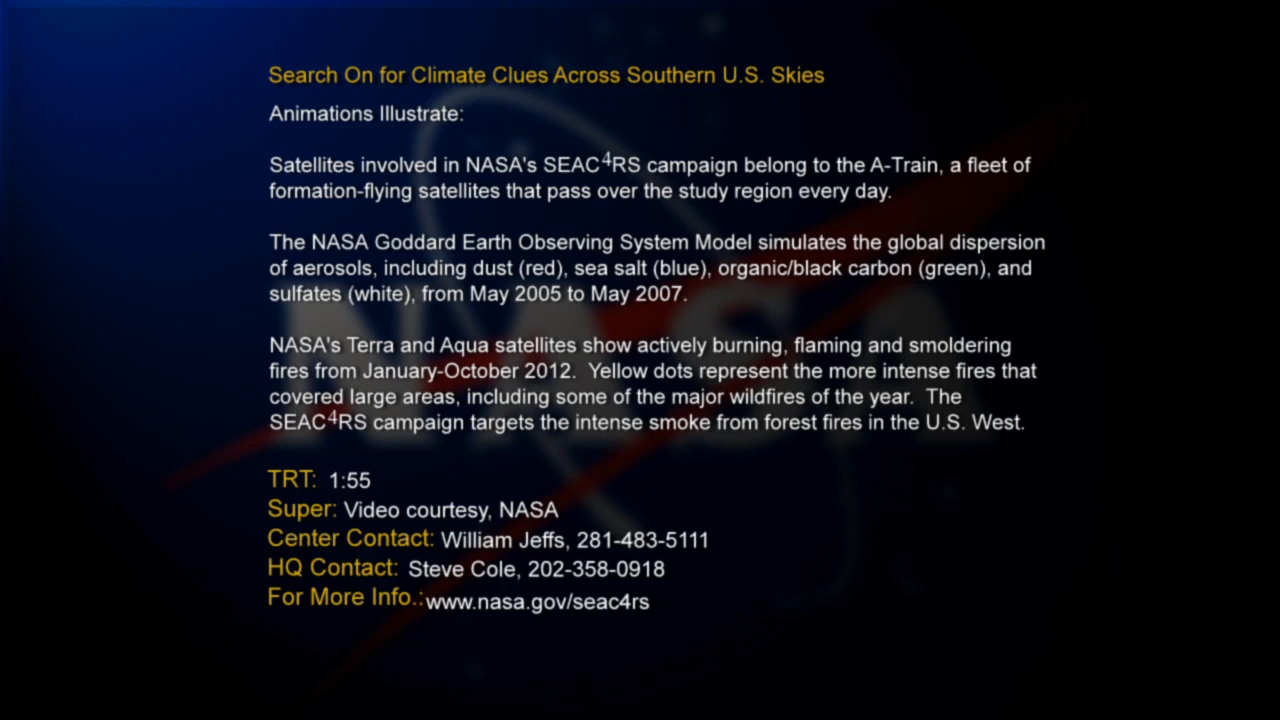 Search On for Climate Clues Across Southern U.S. Skies
Animations Illustrate:
Satellites involved in NASA's SEAC⁴RS campaign belong to the A-Train, a fleet of
formation-flying satellites that pass over the study region every day.
The NASA Goddard Earth Observing System Model simulates the global dispersion
of aerosols, including dust (red), sea salt (blue), organic/black carbon (green), and
sulfates (white), from May 2005 to May 2007.
NASA's Terra and Aqua satellites show actively burning, flaming and smoldering
fires from January-October 2012.  Yellow dots represent the more intense fires that
covered large areas, including some of the major wildfires of the year.  The
SEAC⁴RS campaign targets the intense smoke from forest fires in the U.S. West.
TRT: 1:55
Super: Video courtesy, NASA
Center Contact: William Jeffs, 281-483-5111
HQ Contact: Steve Cole, 202-358-0918
For More Info.: www.nasa.gov/seac4rs
NASA